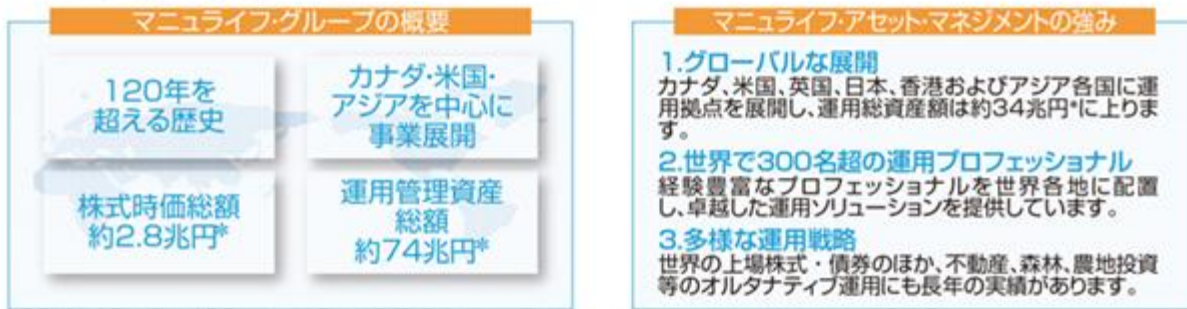 マニュライフ・グループの概要
120年を
超える歴史
カナダ・米国・
アジアを中心に
事業展開
株式時価総額
約2.8兆円*
運用管理資産
総額
約74兆円*
マニュライフ・アセット・マネジメントの強み
1.グローバルな展開
カナダ、米国、英国、日本、香港およびアジア各国に運
用拠点を展開し、運用総資産額は約34兆円*に上りま
す。
2.世界で300名超の運用プロフェッショナル
経験豊富なプロフェッショナルを世界各地に配置
し、卓越した運用ソリューションを提供しています。
3.多様な運用戦略
世界の上場株式・債券のほか、不動産、森林、農地投資
等のオルタナティブ運用にも長年の実績があります。